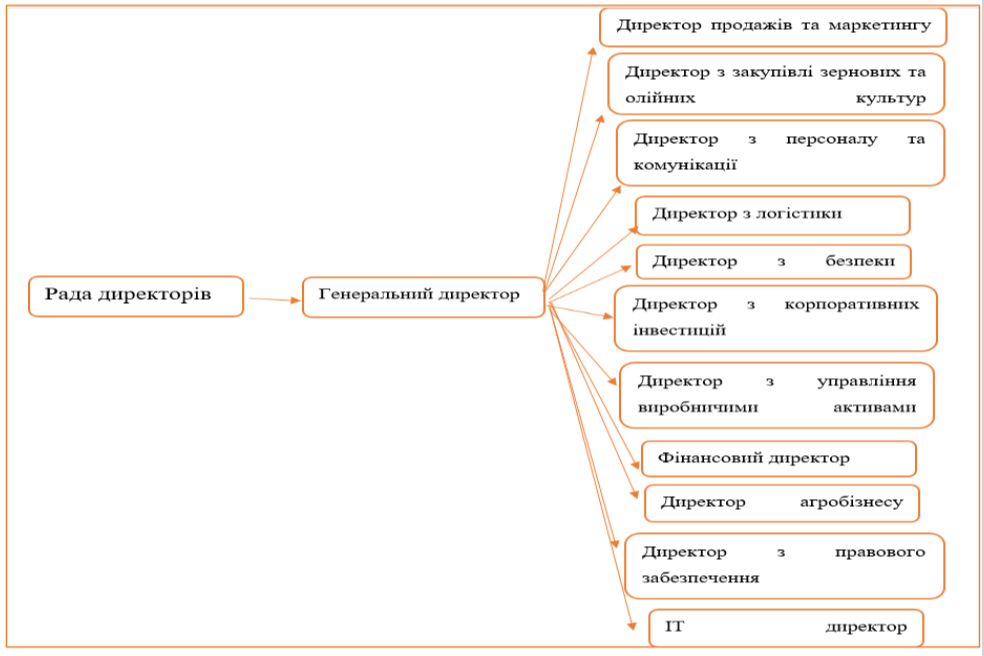 Директор продажів та маркетингу
Директор з закупівлі зернових та
олійних культур
Директор з персоналу та
комунікації
Директор з логістики
Директор з безпеки
Рада директорів
Генеральний директор
Директор з корпоративних
інвестицій
Директор з управління
виробничими активами
Фінансовий директор
Директор агробізнесу
Директор з правового
забезпечення
ІТ директор